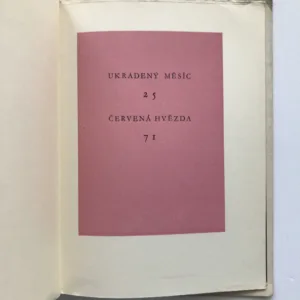 UKRADENÝ MĚSÍC
25
ČERVENÁ HVĚZDA
71